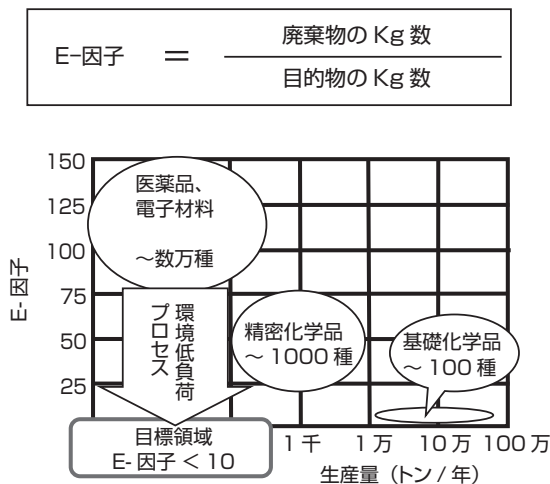 E−因子 = 廃棄物の Kg 数
目的物の Kg 数
150
125
100
75
50
25
E- 因子
医薬品、
電子材料
～数万種
環境低負荷
プロセス
精密化学品
～ 1000 種
基礎化学品
～ 100 種
目標領域
E- 因子 < 10
1 千
1 万
10 万
100 万
生産量（トン / 年）